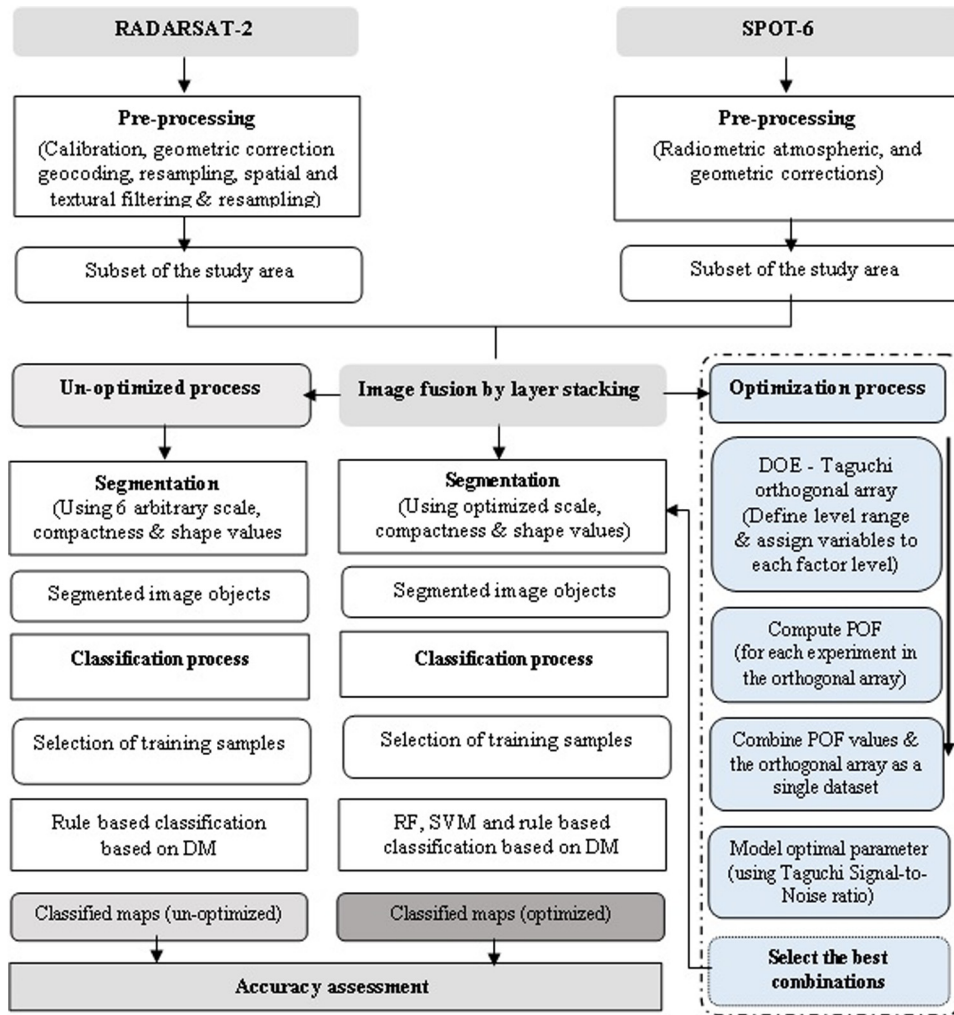 RADARSAT-2
SPOT-6
Pre-processing
(Calibration, geometric correction
geocoding, resampling, spatial and
textural filtering & resampling)
Pre-processing
(Radiometric atmospheric, and
geometric corrections)
Subset of the study area
Subset of the study area
Un-optimized process
Image fusion by layer stacking
Optimization process
Segmentation
(Using 6 arbitrary scale,
compactness & shape values
Segmented image objects
Classification process
Selection of training samples
Rule based classification
based on DM
Classified maps (un-optimized)
Segmentation
(Using optimized scale,
compactness & shape values)
Segmented image objects
Classification process
Selection of training samples
RF, SVM and rule based
classification based on DM
Classified maps (optimized)
DOE - Taguchi
orthogonal array
(Define level range
& assign variables to
each factor level)
Compute POF
(for each experiment in
the orthogonal array)
Combine POF values &
the orthogonal array as a
single dataset
Model optimal parameter
(using Taguchi Signal-to-
Noise ratio)
Select the best
combinations
Accuracy assessment